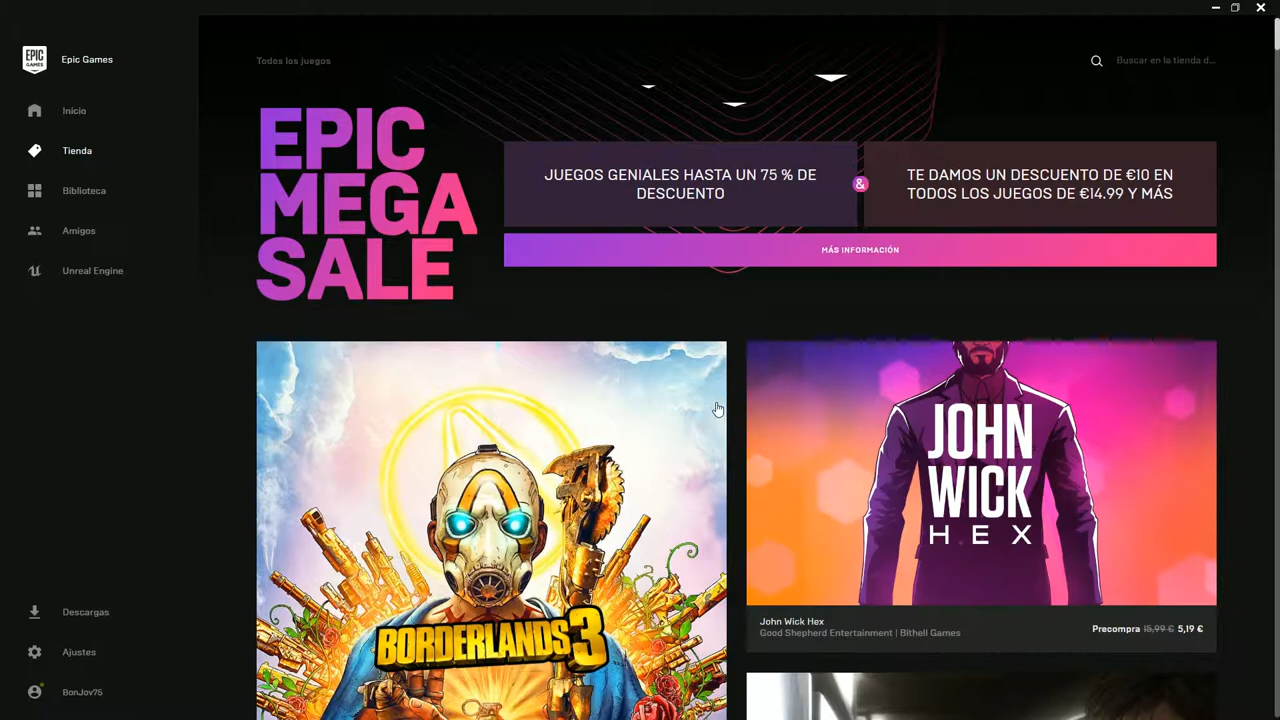 EPIC
GAMES
Epic Games
Inicio
Tienda
Biblioteca
Amigos
Unreal Engine
Descargas
Ajustes
BonJov75
Todos los juegos
Buscar en la tienda d...
EPIC
MEGA
SALE
JUEGOS GENIALES HASTA UN 75 % DE
DESCUENTO
&
TE DAMOS UN DESCUENTO DE €10 EN
TODOS LOS JUEGOS DE €14.99 Y MÁS
MÁS INFORMACIÓN
BORDERLANDS 3
JOHN
WICK
HEX
John Wick Hex
Good Shepherd Entertainment | Bithell Games
Precompra 15,99 € 5,19 €